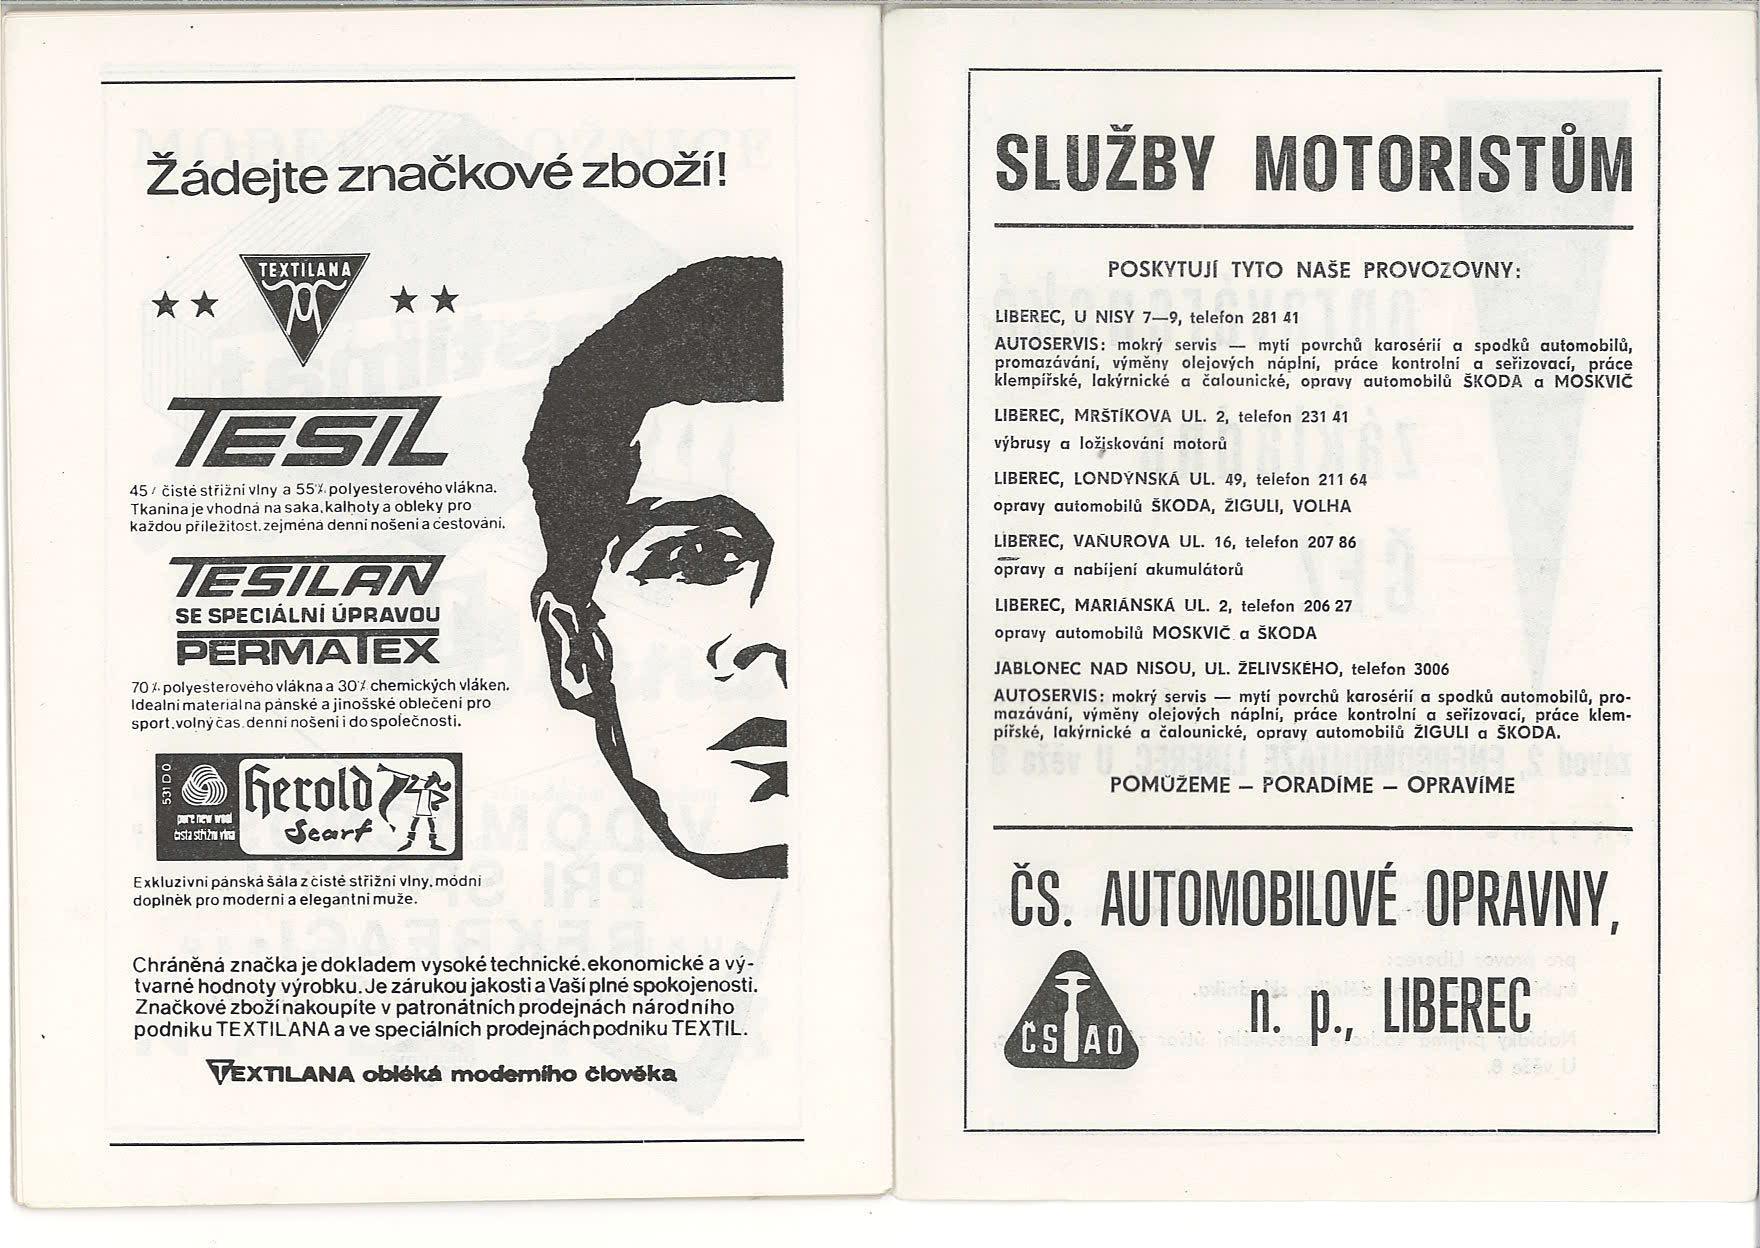 Žádejte značkové zboží!
TEXTILANA
TESIL
45% čisté střižní vlny a 55% polyesterového vlákna.
Tkanina je vhodná na saka, kalhoty a obleky pro
každou příležitost, zejména denní nošení a cestování.
TESILAN
SE SPECIÁLNÍ ÚPRAVOU
PERMATEX
70% polyesterového vlákna a 30% chemických vláken.
Ideální materiál na pánské a jinošské oblečení pro
sport, volný čas, denní nošení i do společnosti.
531 D 0
pure new wool
čistá střižní vlna
Herold
Scarf
Exkluzivní pánská šála z čisté střižní vlny, módní
doplněk pro moderní a elegantní muže.
Chráněná značka je dokladem vysoké technické, ekonomické a vý-
tvarné hodnoty výrobku. Je zárukou jakosti a Vaší plné spokojenosti.
Značkové zboží nakoupíte v patronátních prodejnách národního
podniku TEXTILANA a ve speciálních prodejnách podniku TEXTIL.
TEXTILANA obléká moderního člověka
SLUŽBY MOTORISTŮM
POSKYTUJÍ TYTO NAŠE PROVOZOVNY:
LIBEREC, U NISY 7—9, telefon 281 41
AUTOSERVIS: mokrý servis — mytí povrchů karosérií a spodků automobilů,
promazávání, výměny olejových náplní, práce kontrolní a seřizovací, práce
klempířské, lakýrnické a čalounické, opravy automobilů ŠKODA a MOSKVIČ
LIBEREC, MRŠTÍKOVA UL. 2, telefon 231 41
výbrusy a ložiskování motorů
LIBEREC, LONDÝNSKÁ UL. 49, telefon 211 64
opravy automobilů ŠKODA, ŽIGULI, VOLHA
LIBEREC, VAŇUROVA UL. 16, telefon 207 86
opravy a nabíjení akumulátorů
LIBEREC, MARIÁNSKÁ UL. 2, telefon 206 27
opravy automobilů MOSKVIČ a ŠKODA
JABLONEC NAD NISOU, UL. ŽELIVSKÉHO, telefon 3006
AUTOSERVIS: mokrý servis — mytí povrchů karosérií a spodků automobilů, pro-
mazávání, výměny olejových náplní, práce kontrolní a seřizovací, práce klem-
pířské, lakýrnické a čalounické, opravy automobilů ŽIGULI a ŠKODA.
POMŮŽEME – PORADÍME – OPRAVÍME
ČS. AUTOMOBILOVÉ OPRAVNY,
n. p., LIBEREC
ČSAO